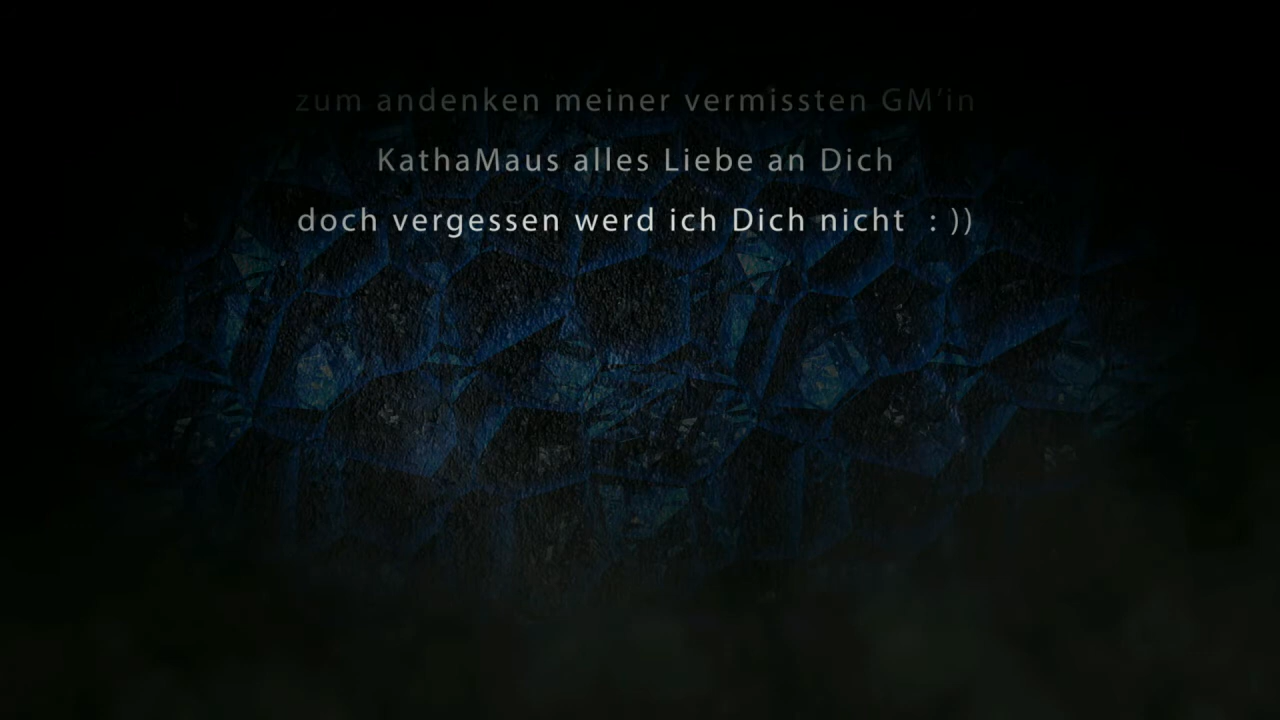 zum andenken meiner vermissten GM’in
KathaMaus alles Liebe an Dich
doch vergessen werd ich Dich nicht : ))